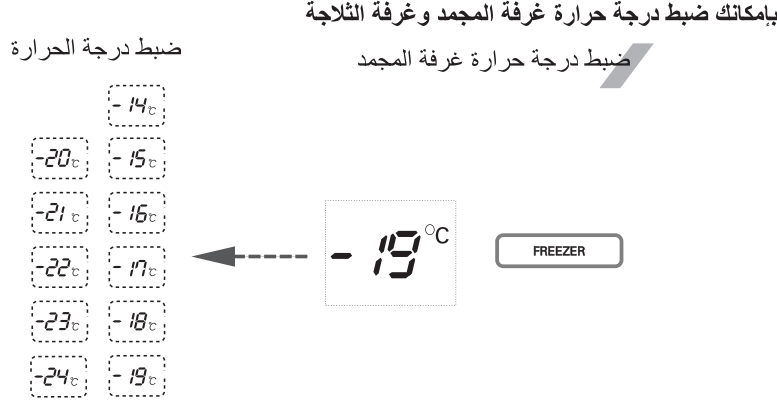 بإمكانك ضبط درجة حرارة غرفة المجمد وغرفة الثلاجة
ضبط درجة حرارة غرفة المجمد
ضبط درجة الحرارة
-14℃
-20℃ -15℃
-21℃ -16℃
-22℃ -17℃
-23℃ -18℃
-24℃ -19℃
-19°C
FREEZER